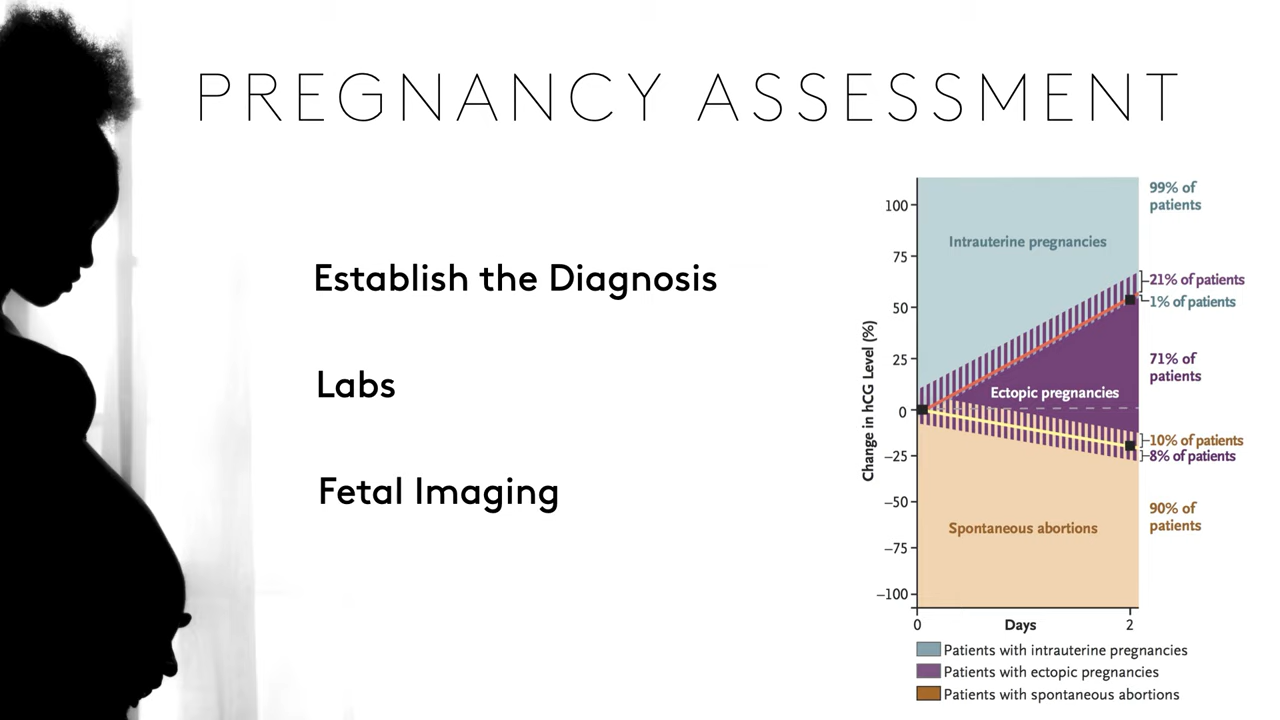 PREGNANCY ASSESSMENT
Establish the Diagnosis
Labs
Fetal Imaging
Change in hCG Level (%)
100
75
50
25
0
–25
–50
–75
–100
Intrauterine pregnancies
Ectopic pregnancies
Spontaneous abortions
99% of
patients
21% of patients
1% of patients
71% of
patients
10% of patients
8% of patients
90% of
patients
0
Days
2
Patients with intrauterine pregnancies
Patients with ectopic pregnancies
Patients with spontaneous abortions